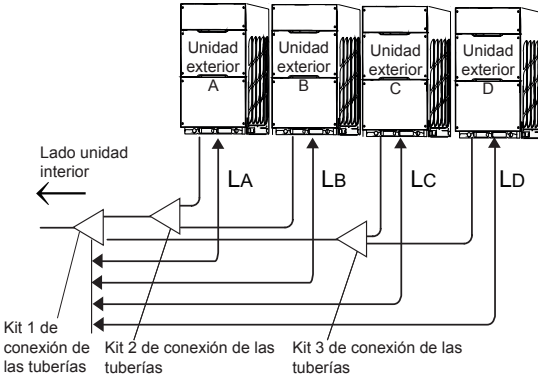 Unidad
exterior
A
Unidad
exterior
B
Unidad
exterior
C
Unidad
exterior
D
Lado unidad
interior
LA
LB
LC
LD
Kit 1 de
conexión de
las tuberías
Kit 2 de conexión de las
tuberías
Kit 3 de conexión de las
tuberías